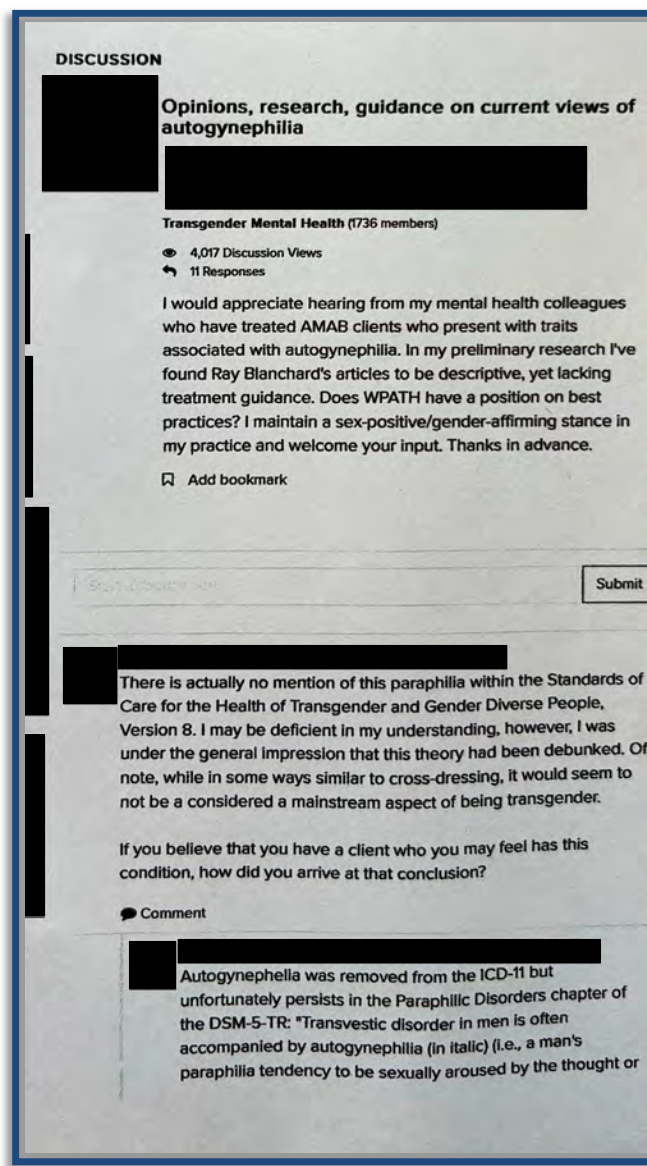 DISCUSSION
Opinions, research, guidance on current views of
autogynephilia
Transgender Mental Health (1736 members)
4,017 Discussion Views
11 Responses
I would appreciate hearing from my mental health colleagues
who have treated AMAB clients who present with traits
associated with autogynephilia. In my preliminary research I've
found Ray Blanchard's articles to be descriptive, yet lacking
treatment guidance. Does WPATH have a position on best
practices? I maintain a sex-positive/gender-affirming stance in
my practice and welcome your input. Thanks in advance.
Add bookmark
Submit
There is actually no mention of this paraphilia within the Standards of
Care for the Health of Transgender and Gender Diverse People,
Version 8. I may be deficient in my understanding, however, I was
under the general impression that this theory had been debunked. Of
note, while in some ways similar to cross-dressing, it would seem to
not be a considered a mainstream aspect of being transgender.
If you believe that you have a client who you may feel has this
condition, how did you arrive at that conclusion?
Comment
Autogynephelia was removed from the ICD-11 but
unfortunately persists in the Paraphilic Disorders chapter of
the DSM-5-TR: "Transvestic disorder in men is often
accompanied by autogynephilia (in italic) (i.e., a man's
paraphilia tendency to be sexually aroused by the thought or